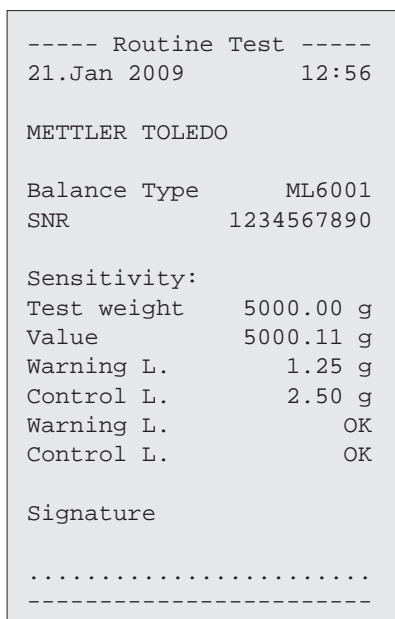 ----- Routine Test -----
21.Jan 2009 12:56
METTLER TOLEDO
Balance Type ML6001
SNR 1234567890
Sensitivity:
Test weight 5000.00 g
Value 5000.11 g
Warning L. 1.25 g
Control L. 2.50 g
Warning L. OK
Control L. OK
Signature
........................
------------------------